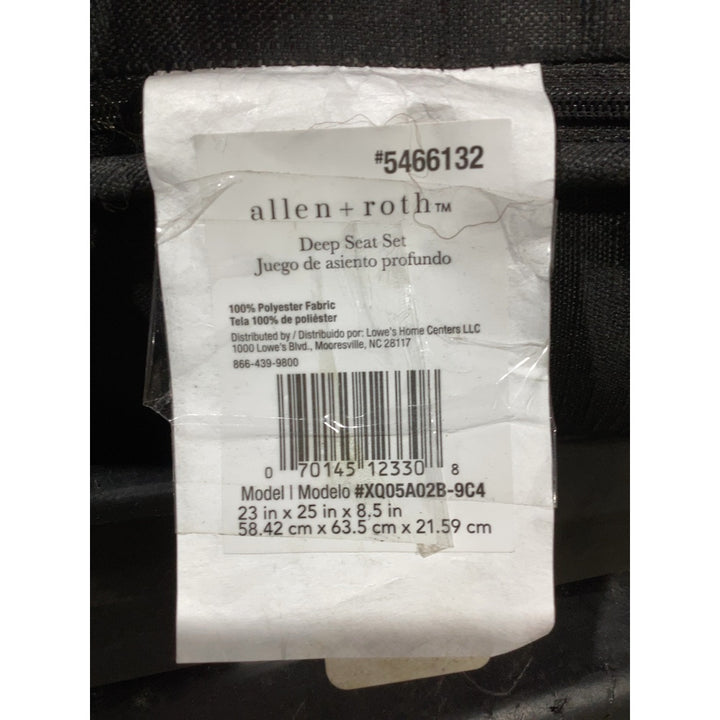 #5466132
allen + roth™
Deep Seat Set
Juego de asiento profundo
100% Polyester Fabric
Tela 100% de poliéster
Distributed by / Distribuido por: Lowe's Home Centers LLC
1000 Lowe's Blvd., Mooresville, NC 28117
866-439-9800
0 70145 12330 8
Model | Modelo #XQ05A02B-9C4
23 in x 25 in x 8.5 in
58.42 cm x 63.5 cm x 21.59 cm